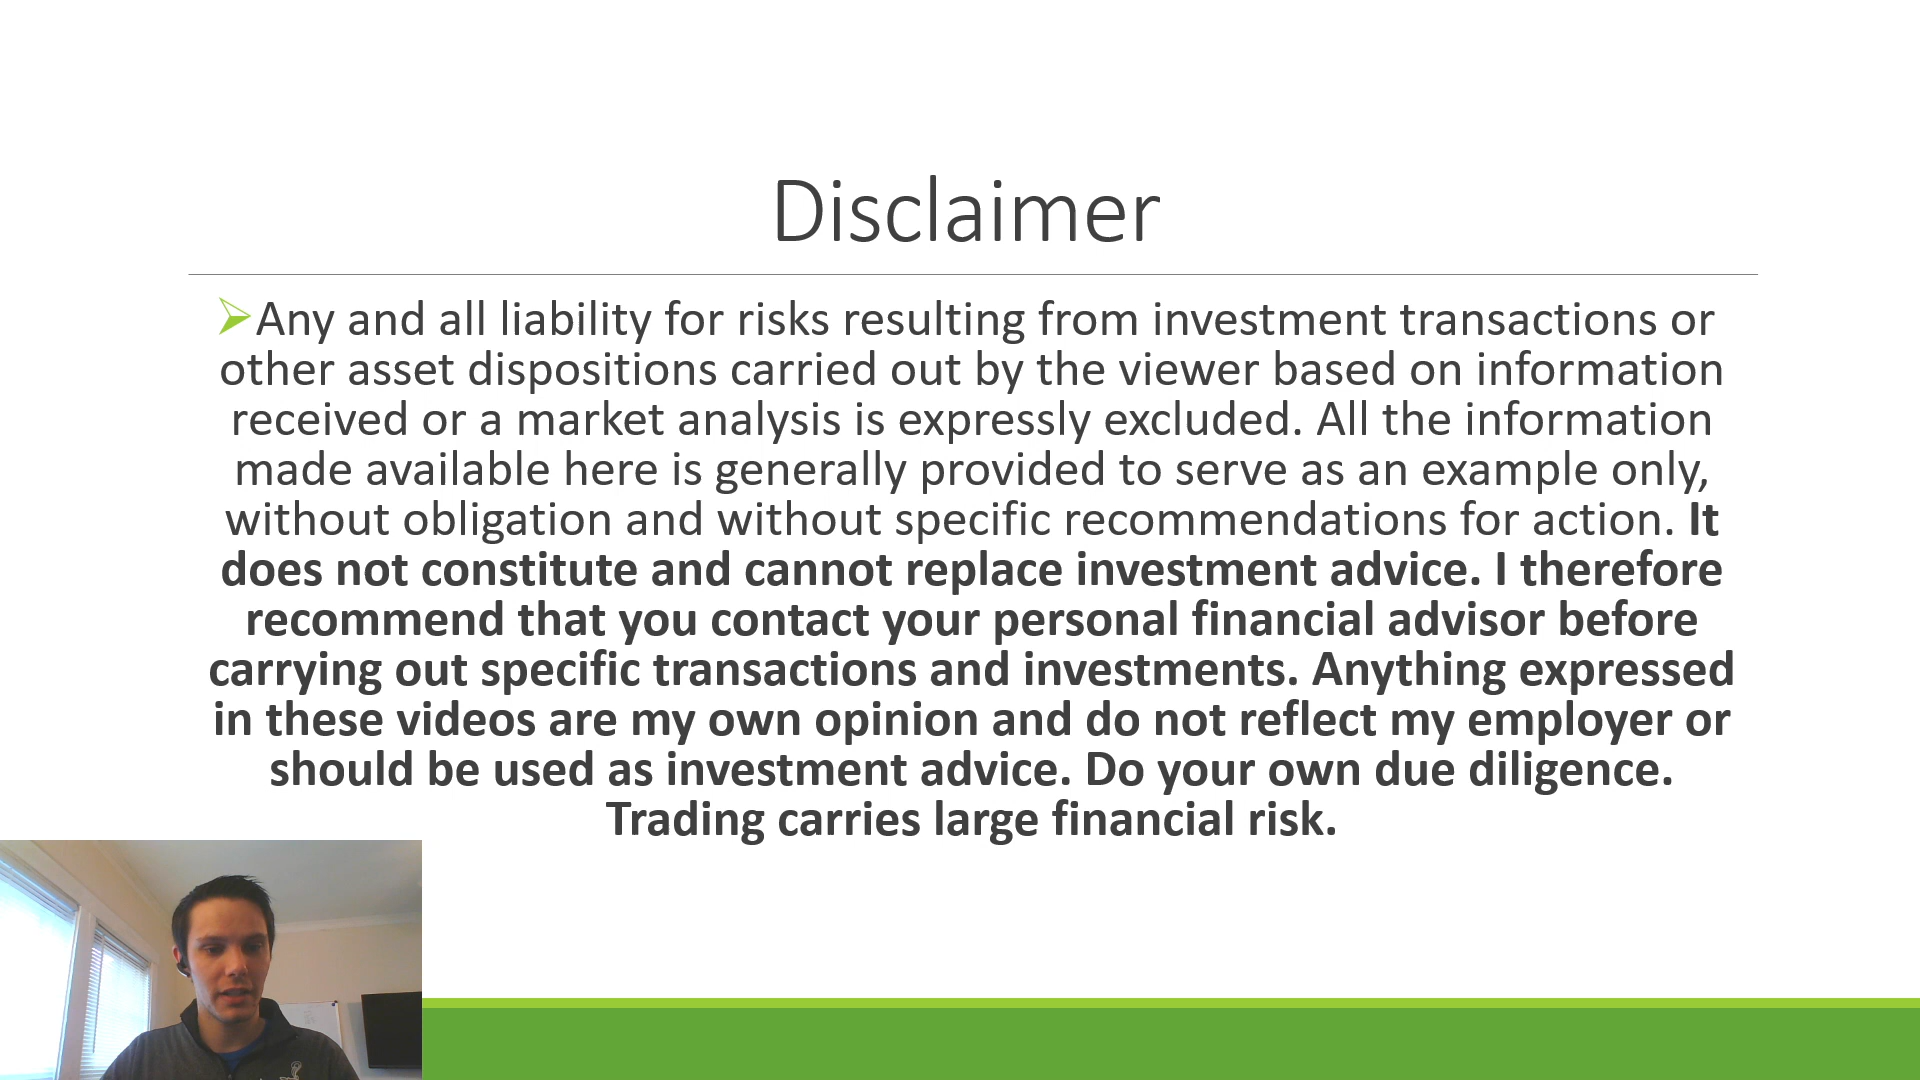 Disclaimer
Any and all liability for risks resulting from investment transactions or
other asset dispositions carried out by the viewer based on information
received or a market analysis is expressly excluded. All the information
made available here is generally provided to serve as an example only,
without obligation and without specific recommendations for action. It
does not constitute and cannot replace investment advice. I therefore
recommend that you contact your personal financial advisor before
carrying out specific transactions and investments. Anything expressed
in these videos are my own opinion and do not reflect my employer or
should be used as investment advice. Do your own due diligence.
Trading carries large financial risk.